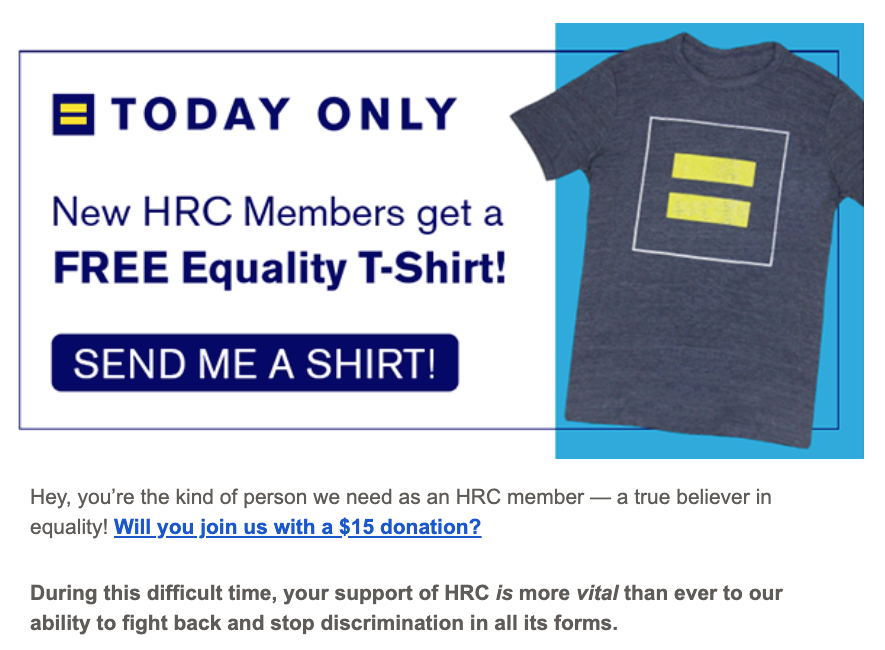 TODAY ONLY
New HRC Members get a
FREE Equality T-Shirt!
SEND ME A SHIRT!
Hey, you’re the kind of person we need as an HRC member — a true believer in
equality! Will you join us with a $15 donation?
During this difficult time, your support of HRC is more vital than ever to our
ability to fight back and stop discrimination in all its forms.